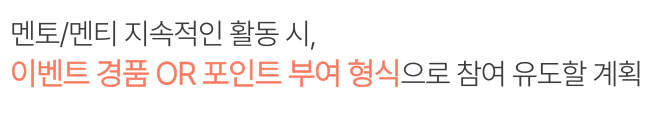 멘토/멘티 지속적인 활동 시,
이벤트 경품 OR 포인트 부여 형식으로 참여 유도할 계획